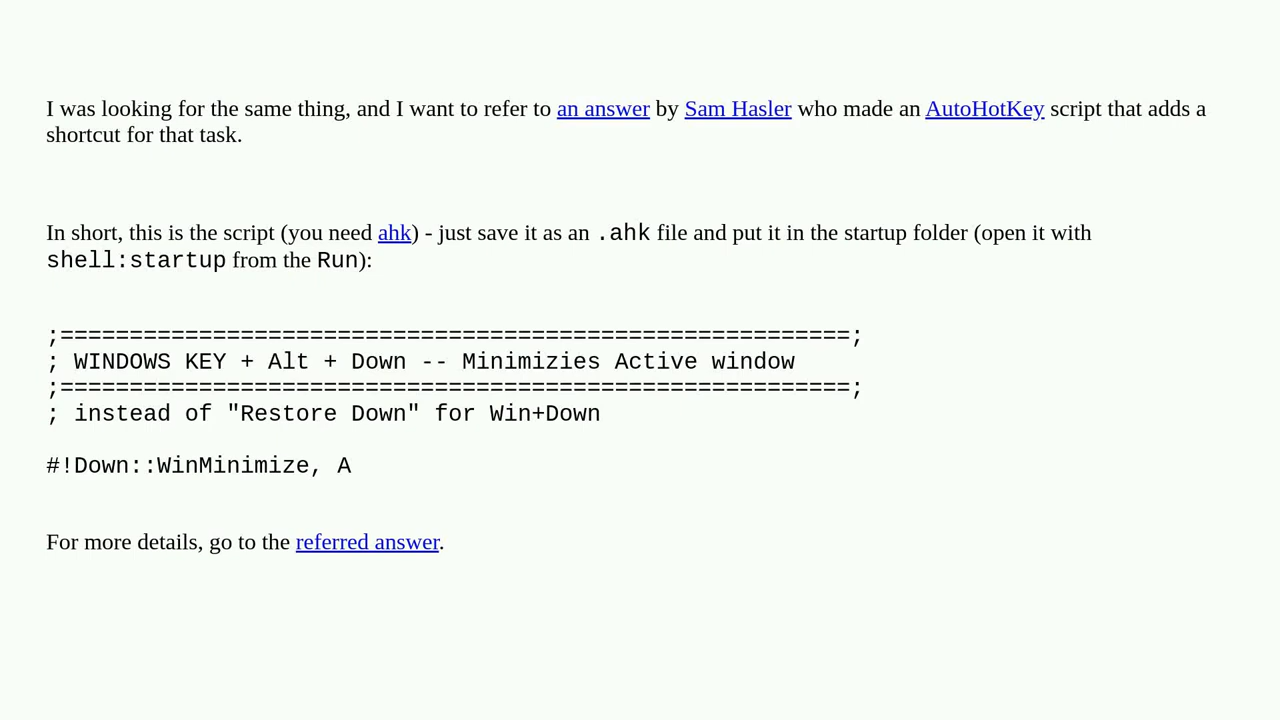 I was looking for the same thing, and I want to refer to an answer by Sam Hasler who made an AutoHotKey script that adds a
shortcut for that task.
In short, this is the script (you need ahk) - just save it as an .ahk file and put it in the startup folder (open it with
shell:startup from the Run):
;=========================================================;
; WINDOWS KEY + Alt + Down -- Minimizies Active window
;=========================================================;
; instead of "Restore Down" for Win+Down
#!Down::WinMinimize, A
For more details, go to the referred answer.